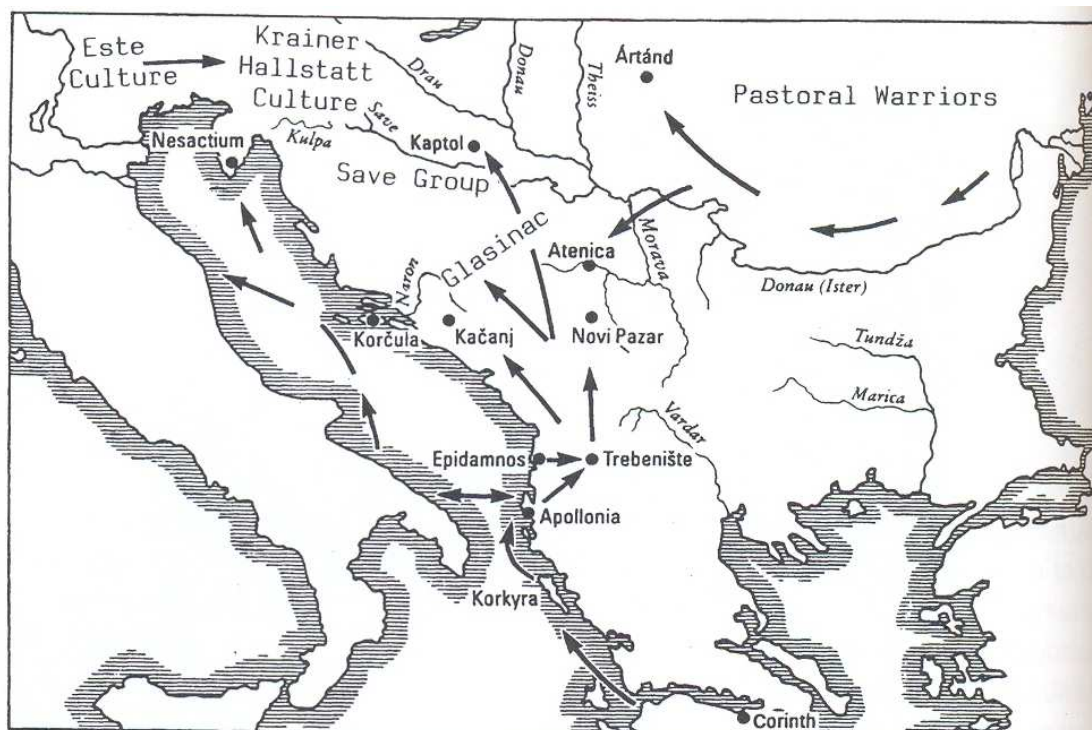 Este
Culture
Krainer
Hallstatt
Culture
Drau
Donau
Theiss
Ártánd
Pastoral Warriors
Save
Kulpa
Nesactium
Kaptol
Save Group
Glasinac
Atenica
Morava
Donau (Ister)
Naron
Korčula
Kačanj
Novi Pazar
Tundža
Marica
Vardar
Epidamnos
Trebenište
Apollonia
Korkyra
Corinth